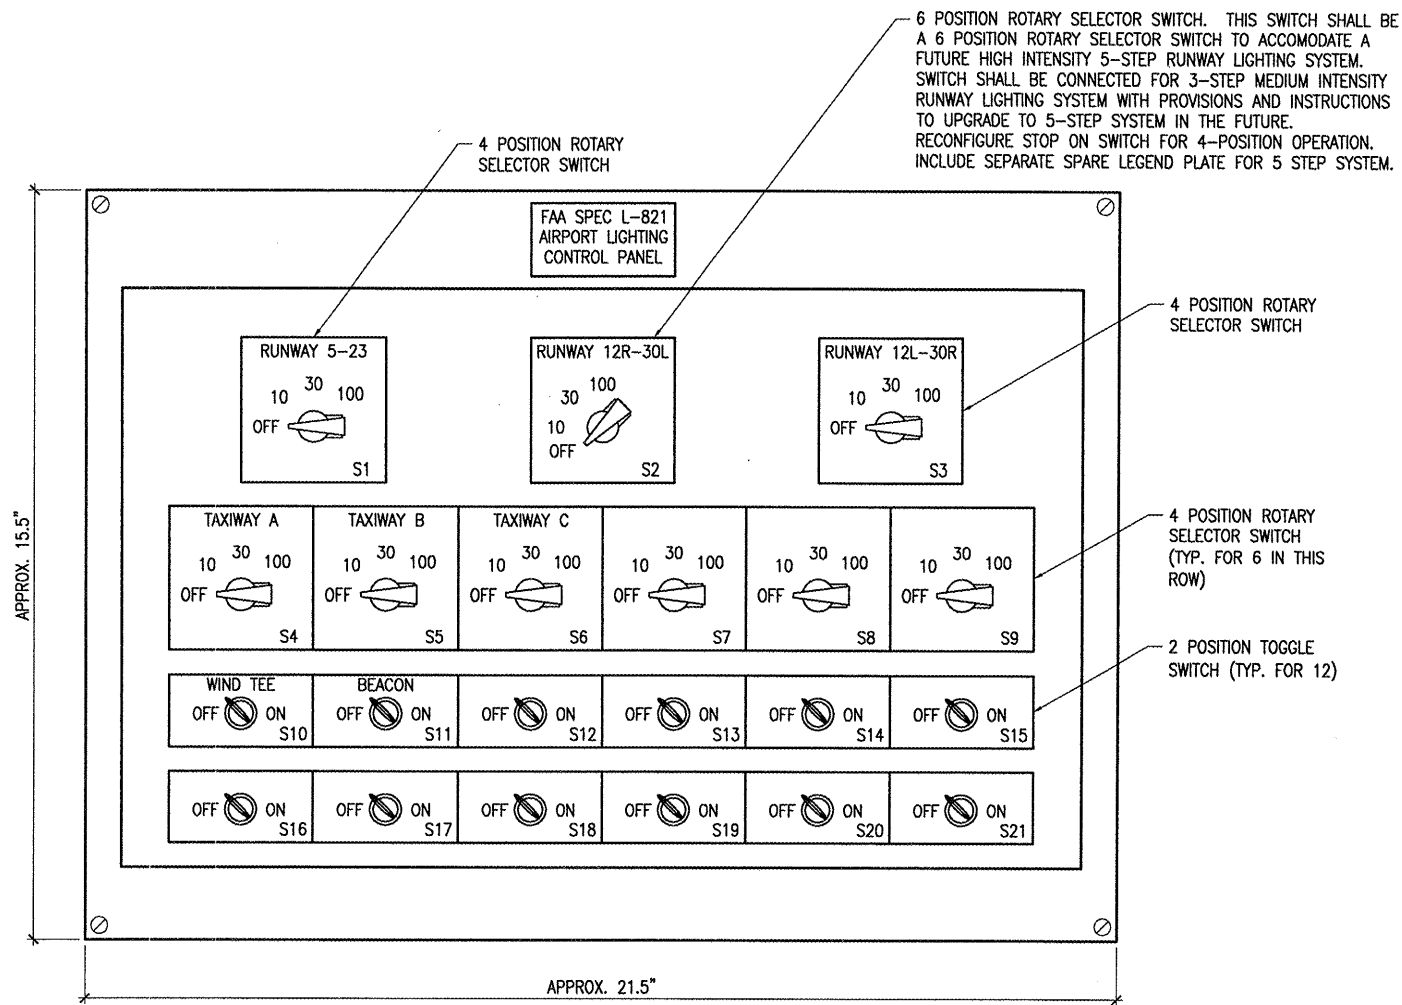 6 POSITION ROTARY SELECTOR SWITCH. THIS SWITCH SHALL BE
A 6 POSITION ROTARY SELECTOR SWITCH TO ACCOMODATE A
FUTURE HIGH INTENSITY 5-STEP RUNWAY LIGHTING SYSTEM.
SWITCH SHALL BE CONNECTED FOR 3-STEP MEDIUM INTENSITY
RUNWAY LIGHTING SYSTEM WITH PROVISIONS AND INSTRUCTIONS
TO UPGRADE TO 5-STEP SYSTEM IN THE FUTURE.
RECONFIGURE STOP ON SWITCH FOR 4-POSITION OPERATION.
INCLUDE SEPARATE SPARE LEGEND PLATE FOR 5 STEP SYSTEM.
4 POSITION ROTARY
SELECTOR SWITCH
FAA SPEC L-821
AIRPORT LIGHTING
CONTROL PANEL
4 POSITION ROTARY
SELECTOR SWITCH
RUNWAY 5-23
OFF 10 30 100
S1
RUNWAY 12R-30L
OFF 10 30 100
S2
RUNWAY 12L-30R
OFF 10 30 100
S3
TAXIWAY A
OFF 10 30 100
S4
TAXIWAY B
OFF 10 30 100
S5
TAXIWAY C
OFF 10 30 100
S6
OFF 10 30 100
S7
OFF 10 30 100
S8
OFF 10 30 100
S9
4 POSITION ROTARY
SELECTOR SWITCH
(TYP. FOR 6 IN THIS
ROW)
2 POSITION TOGGLE
SWITCH (TYP. FOR 12)
WIND TEE
OFF ON
S10
BEACON
OFF ON
S11
OFF ON
S12
OFF ON
S13
OFF ON
S14
OFF ON
S15
OFF ON
S16
OFF ON
S17
OFF ON
S18
OFF ON
S19
OFF ON
S20
OFF ON
S21
APPROX. 15.5"
APPROX. 21.5"